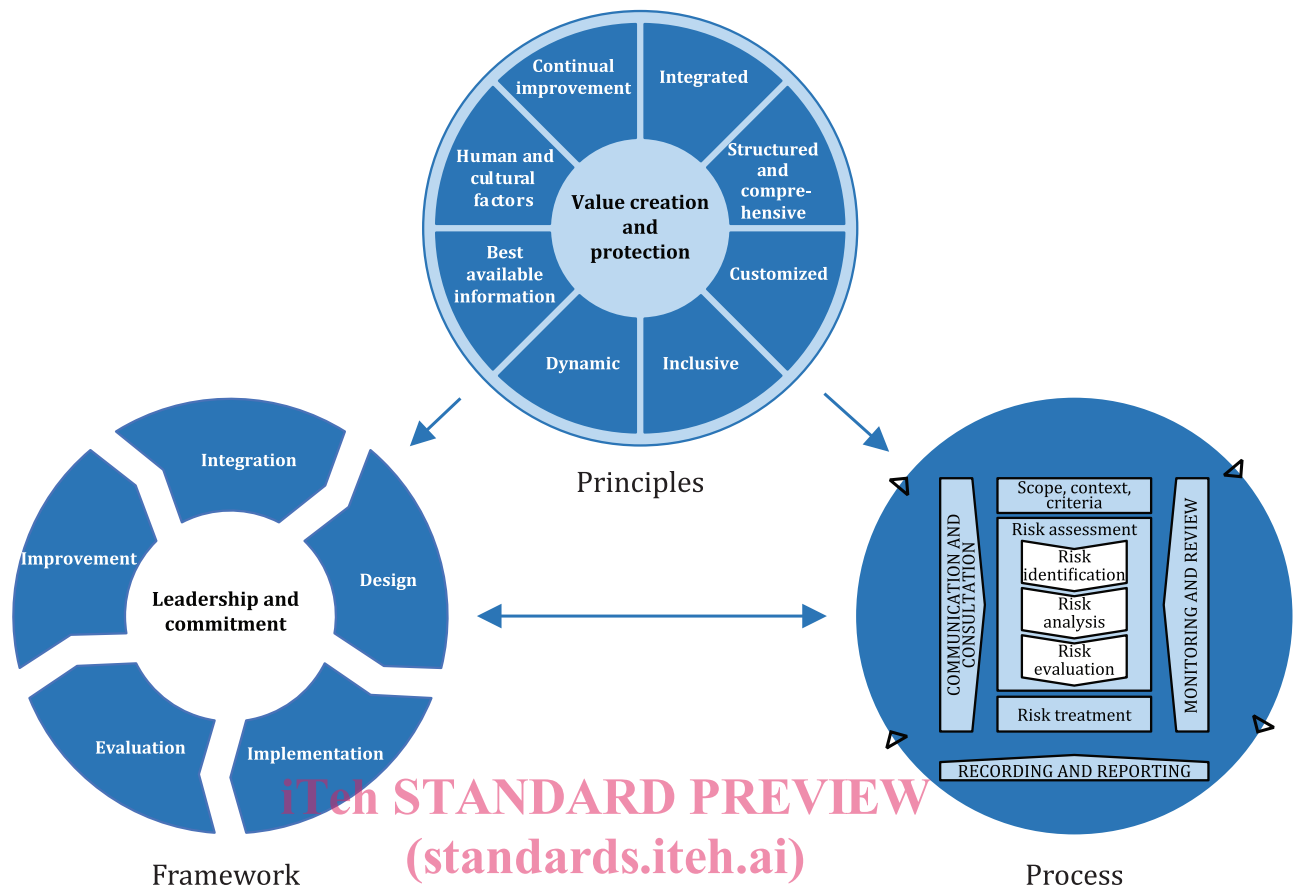 Continual
improvement
Integrated
Structured
and
compre-
hensive
Customized
Inclusive
Dynamic
Best
available
information
Human and
cultural
factors
Value creation
and
protection
Principles
Integration
Design
Implementation
Evaluation
Improvement
Leadership and
commitment
Framework
COMMUNICATION AND
CONSULTATION
Scope, context,
criteria
Risk assessment
Risk
identification
Risk
analysis
Risk
evaluation
Risk treatment
MONITORING AND REVIEW
RECORDING AND REPORTING
Process
iTeh STANDARD PREVIEW
(standards.iteh.ai)